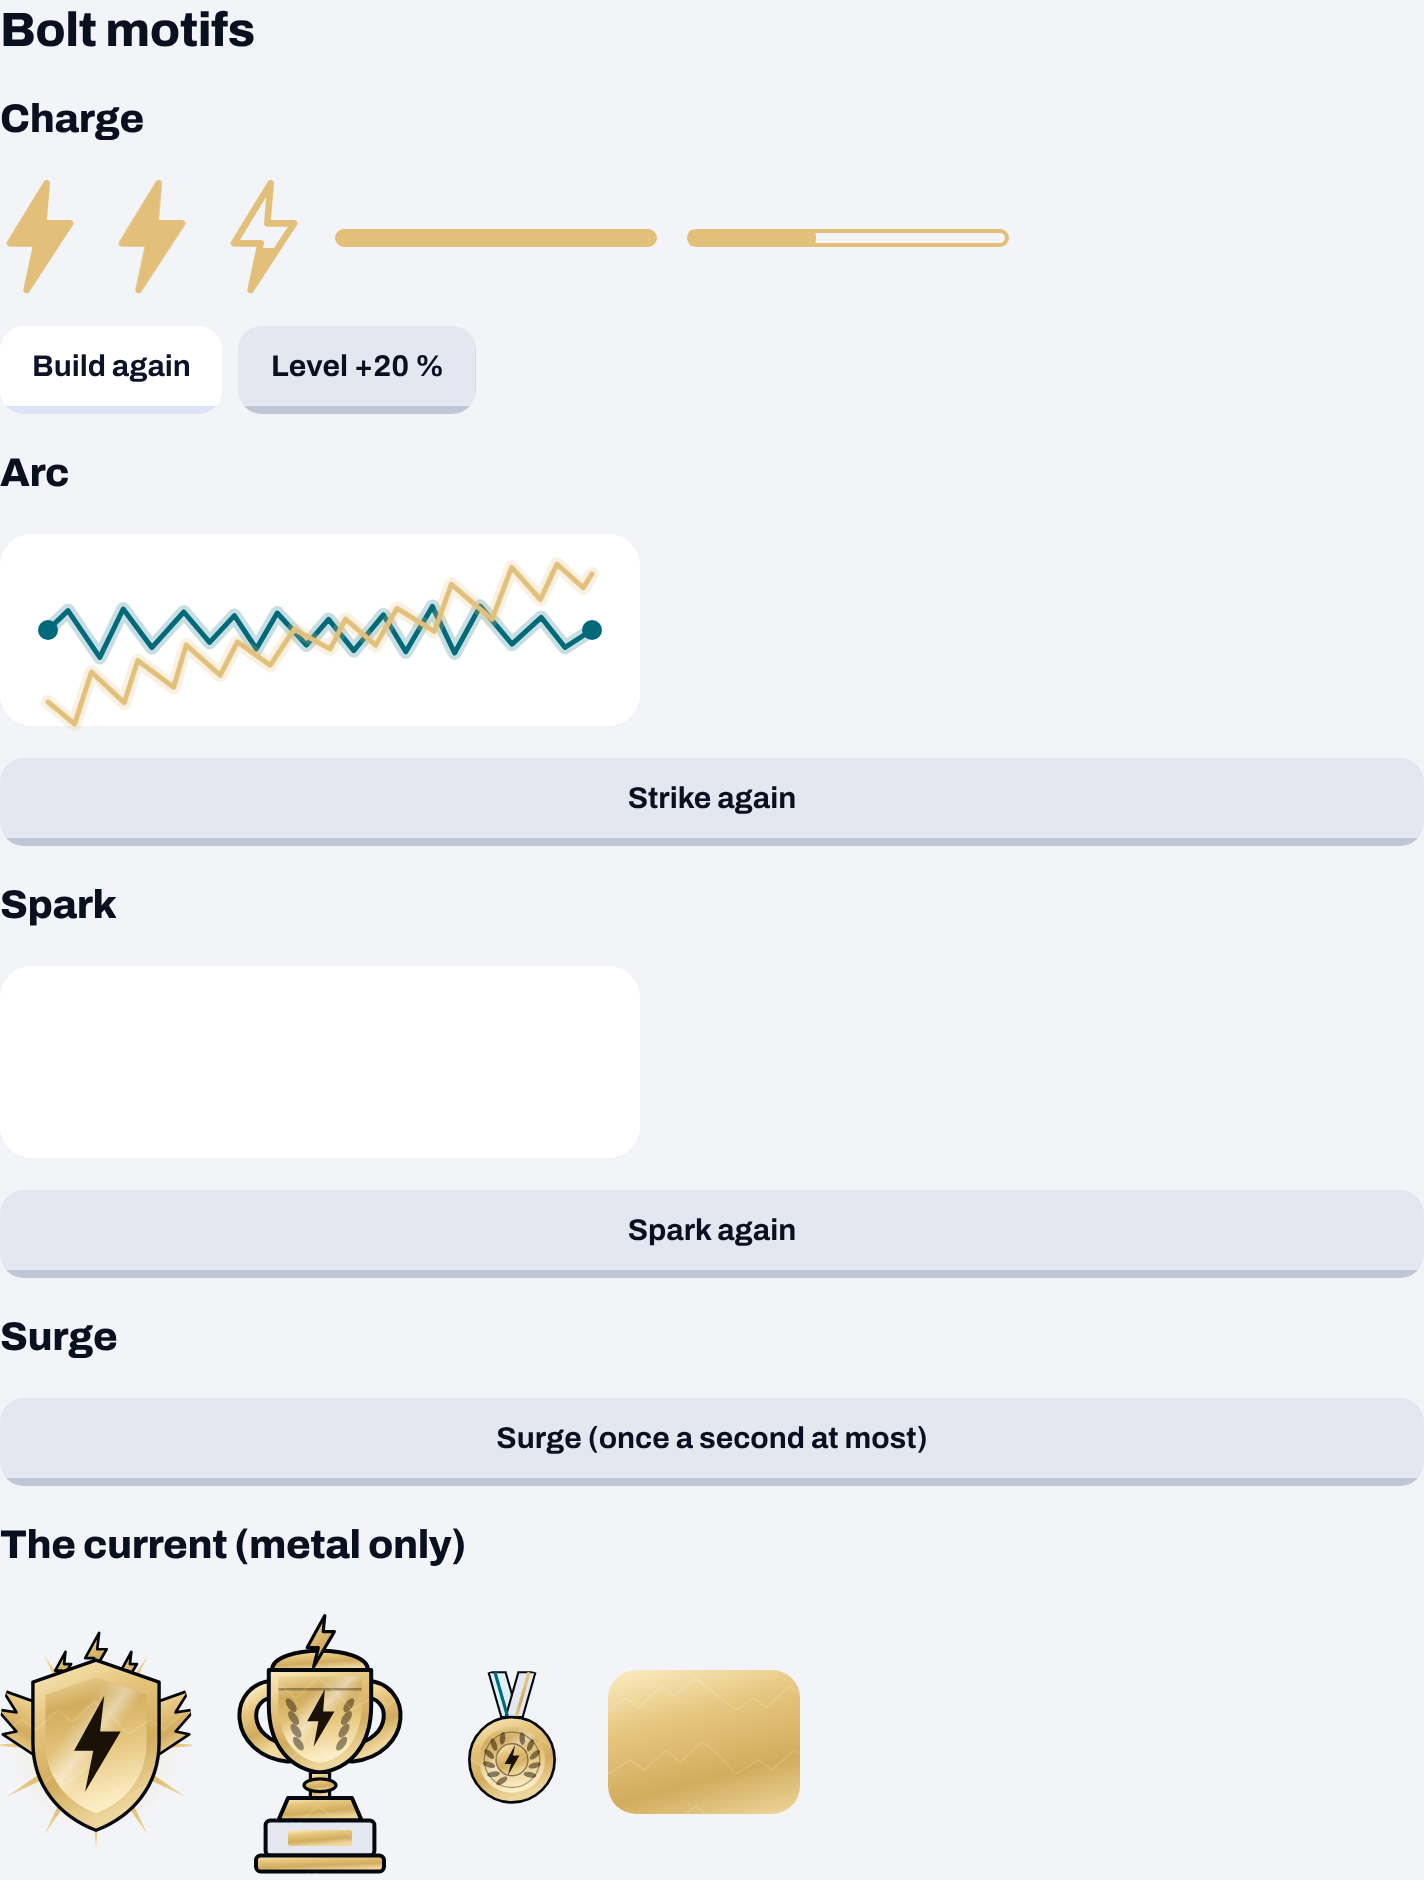 Bolt motifs
Charge
Build again
Level +20 %
Arc
Strike again
Spark
Spark again
Surge
Surge (once a second at most)
The current (metal only)